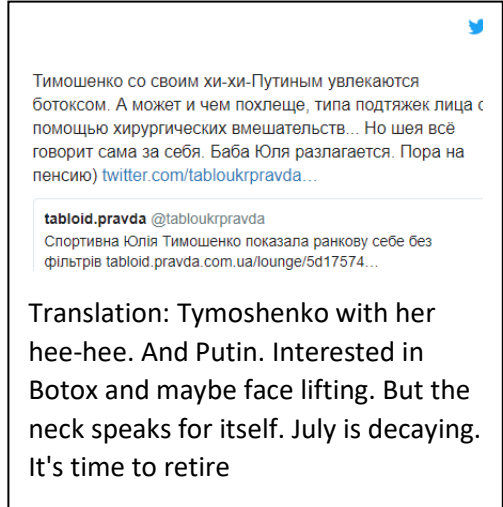 Тимошенко со своим хи-хи-Путиным увлекаются
ботоксом. А может и чем похлеще, типа подтяжек лица с
помощью хирургических вмешательств... Но шея всё
говорит сама за себя. Баба Юля разлагается. Пора на
пенсию) twitter.com/tabloukrpravda…
tabloid.pravda @tabloukrpravda
Спортивна Юлія Тимошенко показала ранкову себе без
фільтрів tabloid.pravda.com.ua/lounge/5d17574…
Translation: Tymoshenko with her
hee-hee. And Putin. Interested in
Botox and maybe face lifting. But the
neck speaks for itself. July is decaying.
It's time to retire